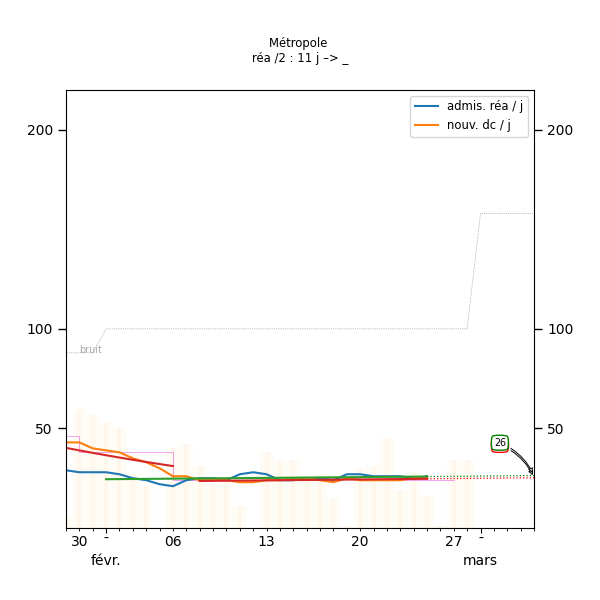 Métropole
réa /2 : 11 j –> _
admis. réa / j
nouv. dc / j
200
200
100
100
bruit
50
50
26
30
-
06
13
20
27
-
févr.
mars